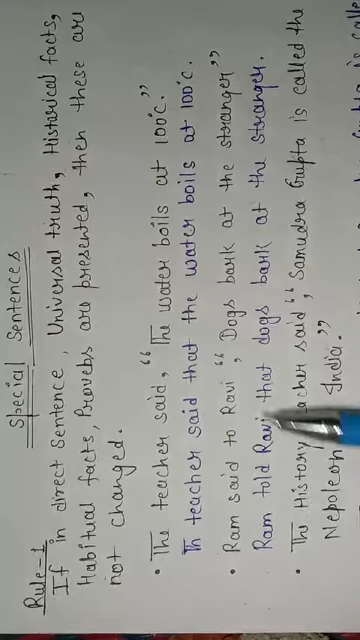 Special Sentences
Rule-1
If in direct Sentence, Universal truth, Historical facts,
Habitual facts, Proverbs are presented, then these are
not changed.
• The teacher said, “The water boils at 100°C.”
Th teacher said that the water boils at 100°C.
• Ram said to Ravi “, Dogs bark at the stranger”
Ram told Ravi that dogs bark at the stranger.
• The History acher said“, Samudra Gupta is called the
Nepoleon India.”